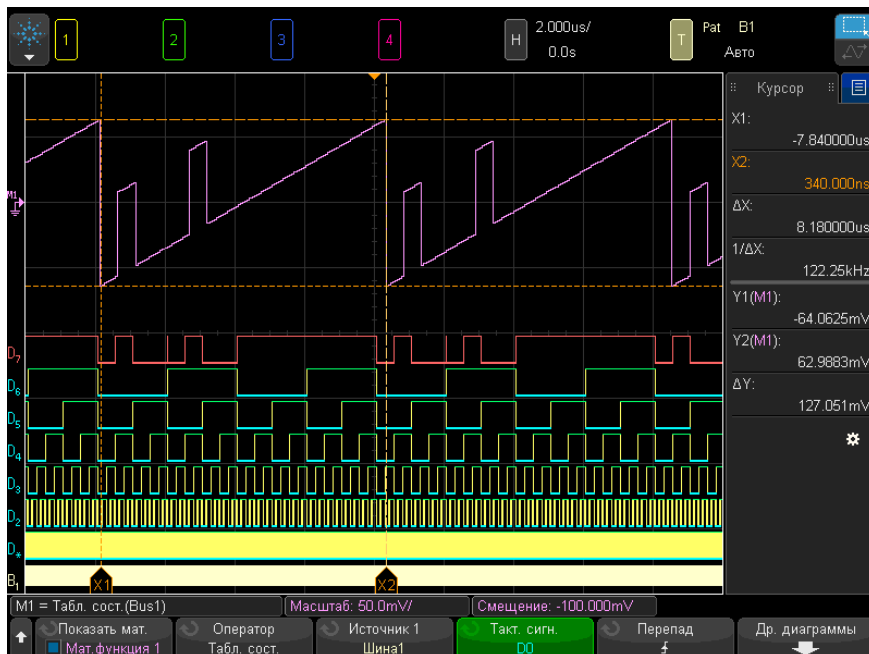 1
2
3
4
H
2.000us/
0.0s
T
Pat B1
Авто
Курсор
X1:
-7.840000us
X2:
340.000ns
ΔX:
8.180000us
1/ΔX:
122.25kHz
Y1(M1):
-64.0625mV
Y2(M1):
62.9883mV
ΔY:
127.051mV
M1
D7
D6
D5
D4
D3
D2
D*
B1
X1
X2
M1 = Табл. сост.(Bus1)
Масштаб: 50.0mV/
Смещение: -100.000mV
Показать мат.
Мат.функция 1
Оператор
Табл. сост.
Источник 1
Шина1
Такт. сигн.
D0
Перепад
Др. диаграммы